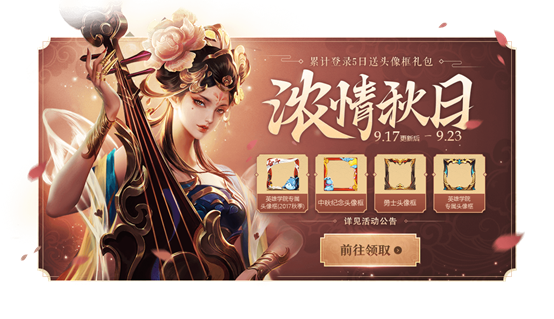 累计登录5日送头像框礼包
浓情秋日
9.17更新后 - 9.23
英雄学院专属
头像框(2017秋季)
中秋纪念头像框
勇士头像框
英雄学院
专属头像框
详见活动公告
前往领取